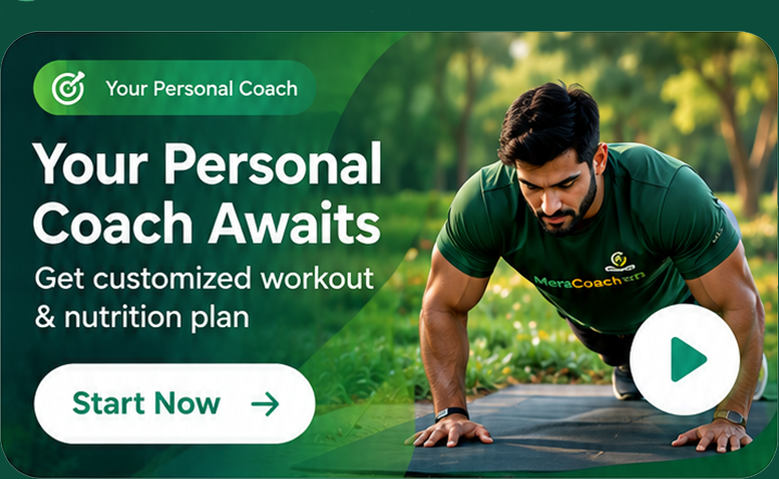 Your Personal Coach
Your Personal
Coach Awaits
Get customized workout
& nutrition plan
Start Now
MeraCoach